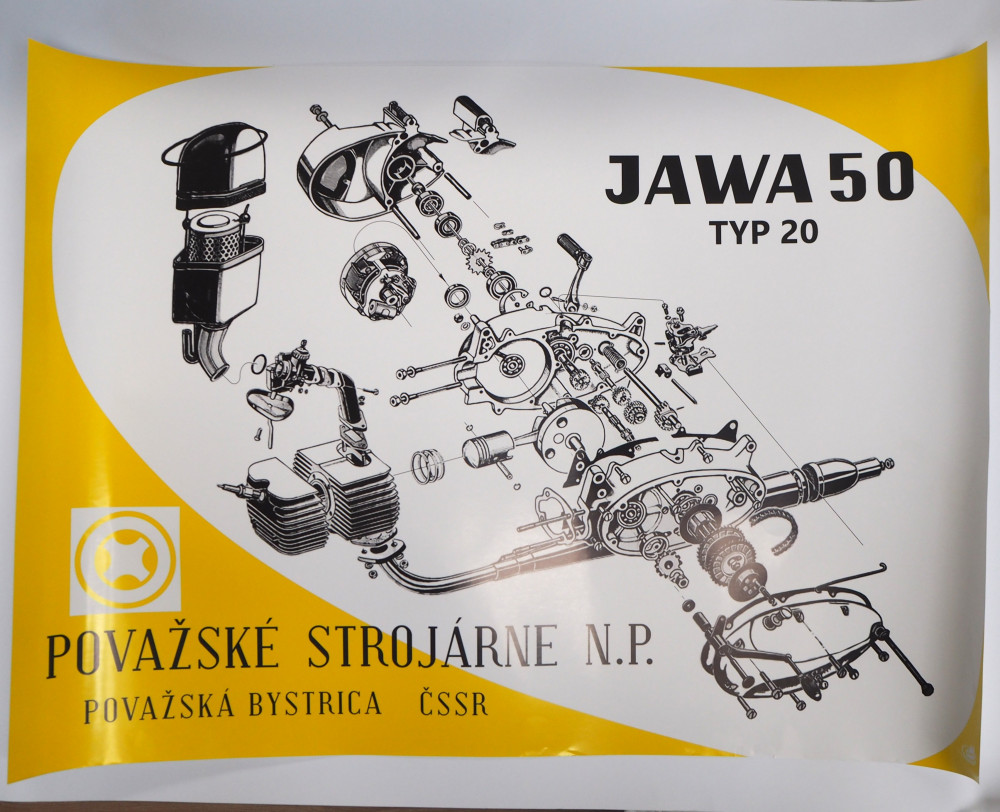 JAWA 50
TYP 20
POVAŽSKÉ STROJÁRNE N.P.
POVAŽSKÁ BYSTRICA ČSSR